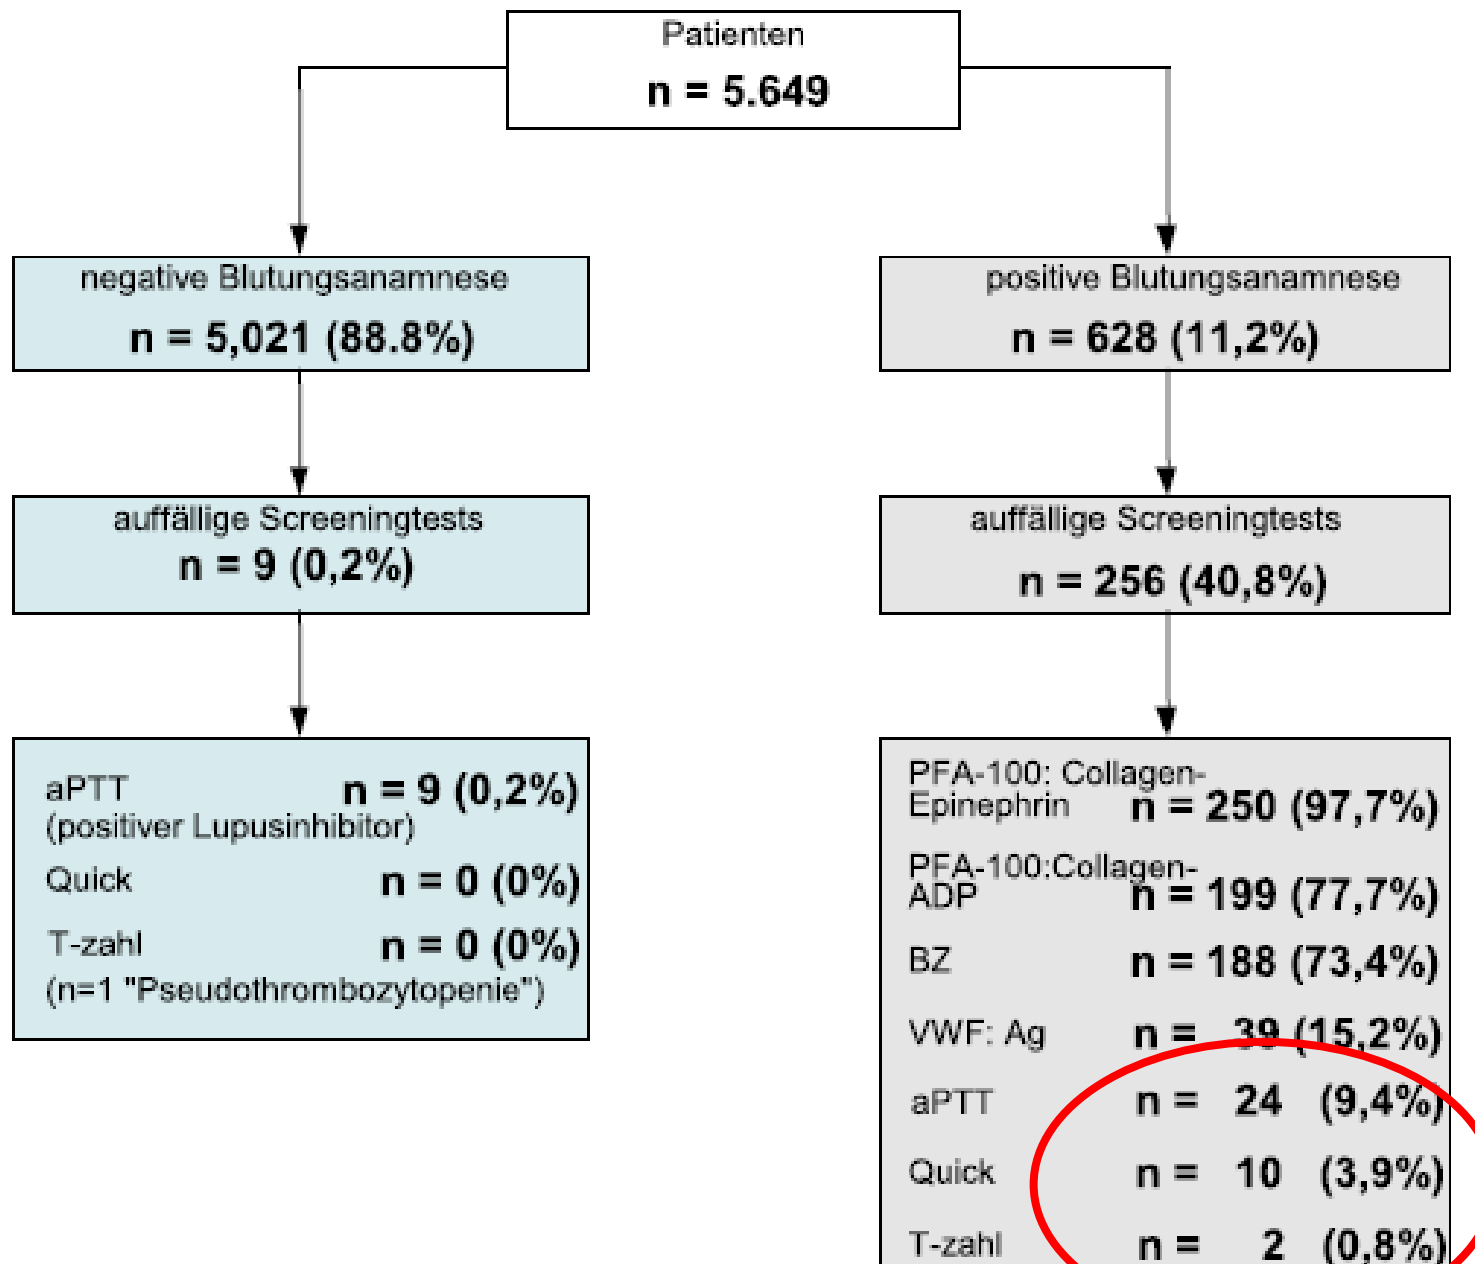 Patienten
n = 5.649
negative Blutungsanamnese
n = 5,021 (88.8%)
positive Blutungsanamnese
n = 628 (11,2%)
auffällige Screeningtests
n = 9 (0,2%)
auffällige Screeningtests
n = 256 (40,8%)
aPTT n = 9 (0,2%)
(positiver Lupusinhibitor)
Quick n = 0 (0%)
T-zahl n = 0 (0%)
(n=1 "Pseudothrombozytopenie")
PFA-100: Collagen-
Epinephrin n = 250 (97,7%)
PFA-100:Collagen-
ADP n = 199 (77,7%)
BZ n = 188 (73,4%)
VWF: Ag n = 39 (15,2%)
aPTT n = 24 (9,4%)
Quick n = 10 (3,9%)
T-zahl n = 2 (0,8%)